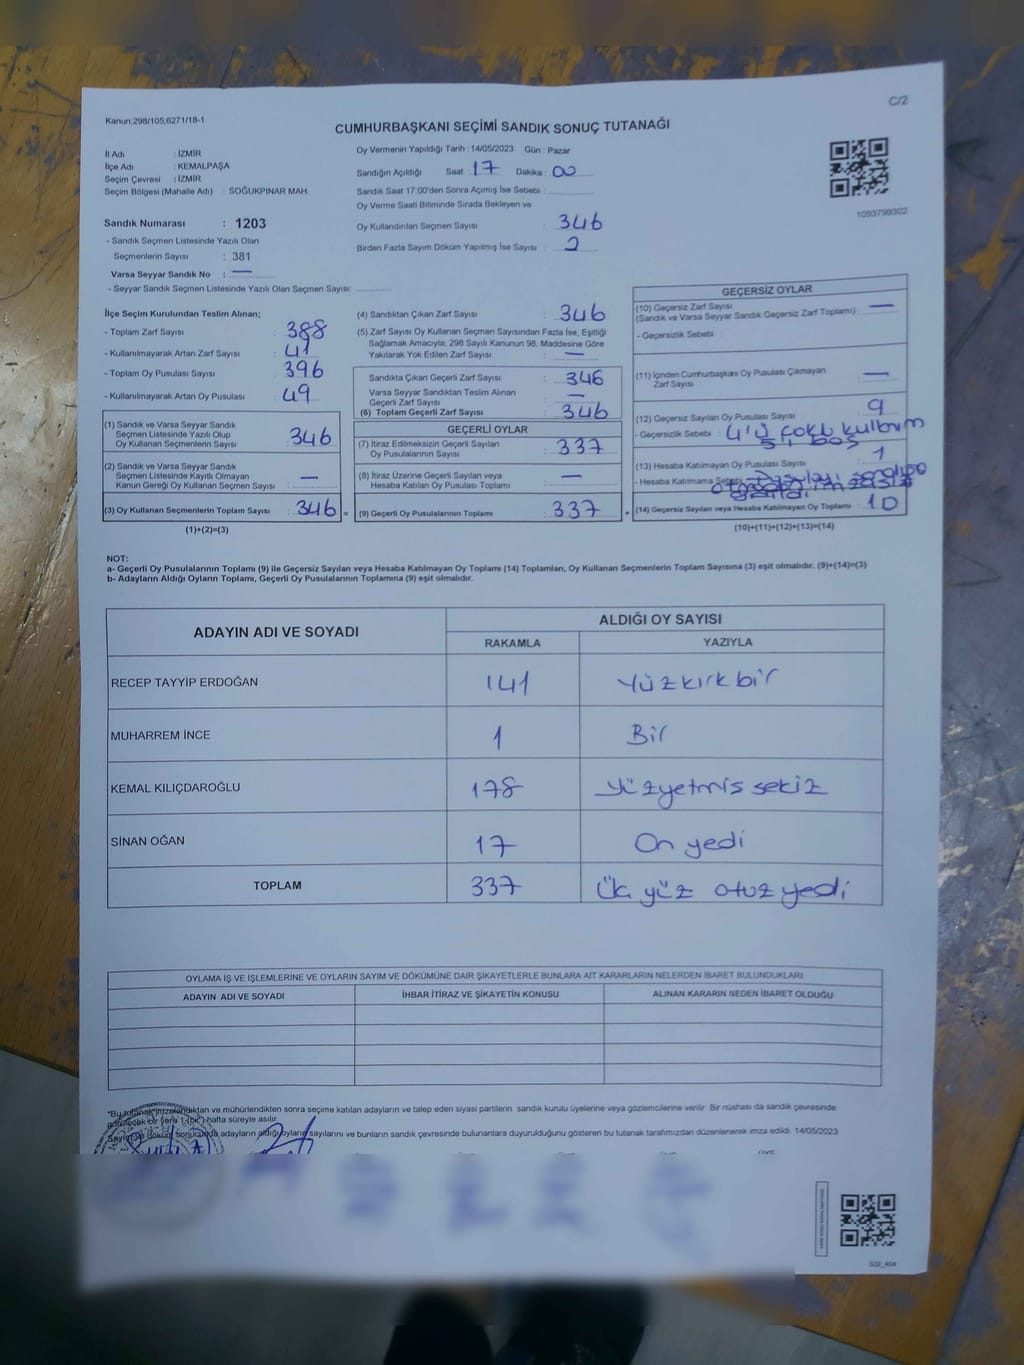 C/2
Kanun;298/105;6271/18-1
CUMHURBAŞKANI SEÇİMİ SANDIK SONUÇ TUTANAĞI
İl Adı : İZMİR
İlçe Adı : KEMALPAŞA
Seçim Çevresi : İZMİR
Seçim Bölgesi (Mahalle Adı) : SOĞUKPINAR MAH.
Oy Vermenin Yapıldığı Tarih : 14/05/2023 Gün : Pazar
Sandığın Açıldığı Saat : 17 Dakika : 00
Sandık Saat 17:00'den Sonra Açımış İse Sebebi :
Oy Verme Saati Bitiminde Sırada Bekleyen ve
Oy Kullandırılan Seçmen Sayısı : 346
Birden Fazla Sayım Döküm Yapılmış İse Sayısı : 2
1093799302
Sandık Numarası : 1203
- Sandık Seçmen Listesinde Yazılı Olan
Seçmenlerin Sayısı : 381
Varsa Seyyar Sandık No : —
- Seyyar Sandık Seçmen Listesinde Yazılı Olan Seçmen Sayısı:
İlçe Seçim Kurulundan Teslim Alınan;
- Toplam Zarf Sayısı : 388
- Kullanılmayarak Artan Zarf Sayısı : 41
- Toplam Oy Pusulası Sayısı : 396
- Kullanılmayarak Artan Oy Pusulası : 49
(1) Sandık ve Varsa Seyyar Sandık
Seçmen Listesinde Yazılı Olup
Oy Kullanan Seçmenlerin Sayısı : 346
(2) Sandık ve Varsa Seyyar Sandık
Seçmen Listesinde Kayıtlı Olmayan
Kanun Gereği Oy Kullanan Seçmen Sayısı : —
(3) Oy Kullanan Seçmenlerin Toplam Sayısı : 346 =
(1)+(2)=(3)
(4) Sandıktan Çıkan Zarf Sayısı : 346
(5) Zarf Sayısı Oy Kullanan Seçmen Sayısından Fazla İse, Eşitliği
Sağlamak Amacıyla; 298 Sayılı Kanunun 98. Maddesine Göre
Yakılarak Yok Edilen Zarf Sayısı : —
Sandıkta Çıkan Geçerli Zarf Sayısı : 346
Varsa Seyyar Sandıktan Teslim Alınan
Geçerli Zarf Sayısı : —
(6) Toplam Geçerli Zarf Sayısı : 346
GEÇERLİ OYLAR
(7) İtiraz Edilmeksizin Geçerli Sayılan
Oy Pusulasının Sayısı : 337
(8) İtiraz Üzerine Geçerli Sayılan veya
Hesaba Katılan Oy Pusulası Toplamı : —
(9) Geçerli Oy Pusulalarının Toplamı : 337 +
GEÇERSİZ OYLAR
(10) Geçersiz Zarf Sayısı
(Sandık ve Varsa Seyyar Sandık Geçersiz Zarf Toplamı) : —
- Geçersizlik Sebebi :
(11) İçinden Cumhurbaşkanı Oy Pusulası Çıkmayan
Zarf Sayısı : —
(12) Geçersiz Sayılan Oy Pusulası Sayısı : 9
- Geçersizlik Sebebi : 4'ü çoklu kullanım
5'i boş
(13) Hesaba Katılmayan Oy Pusulası Sayısı : 1
- Hesaba Katılmama Sebebi :
(14) Geçersiz Sayılan veya Hesaba Katılmayan Oy Toplamı : 10
(10)+(11)+(12)+(13)=(14)
NOT:
a- Geçerli Oy Pusulalarının Toplamı (9) ile Geçersiz Sayılan veya Hesaba Katılmayan Oy Toplamı (14) Toplamları, Oy Kullanan Seçmenlerin Toplam Sayısına (3) eşit olmalıdır. (9)+(14)=(3)
b- Adayların Aldığı Oyların Toplamı, Geçerli Oy Pusulalarının Toplamına (9) eşit olmalıdır.
ADAYIN ADI VE SOYADI
ALDIĞI OY SAYISI
RAKAMLA YAZIYLA
RECEP TAYYİP ERDOĞAN 141 Yüzkırkbir
MUHARREM İNCE 1 Bir
KEMAL KILIÇDAROĞLU 178 Yüzyetmiş sekiz
SİNAN OĞAN 17 On yedi
TOPLAM 337 Üç yüz otuz yedi
OYLAMA İŞ VE İŞLEMLERİNE VE OYLARIN SAYIM VE DÖKÜMÜNE DAİR ŞİKAYETLERLE BUNLARA AİT KARARLARIN NELERDEN İBARET BULUNDUKLARI
ADAYIN ADI VE SOYADI İHBAR İTİRAZ VE ŞİKAYETİN KONUSU ALINAN KARARIN NEDEN İBARET OLDUĞU
*Bu tutanak imzalandıktan ve mühürlendikten sonra seçime katılan adayların ve talep eden siyasi partilerin sandık kurulu üyelerine veya gözlemcilerine verilir. Bir nüshası da sandık çevresinde
görülecek bir yere 1 (bir) hafta süreyle asılır.
Sayım ve döküm sonucunda adayların aldığı oyların sayılarını ve bunların sandık çevresinde bulunanlara duyurulduğunu gösteren bu tutanak tarafımızdan düzenlenerek imza edildi. 14/05/2023